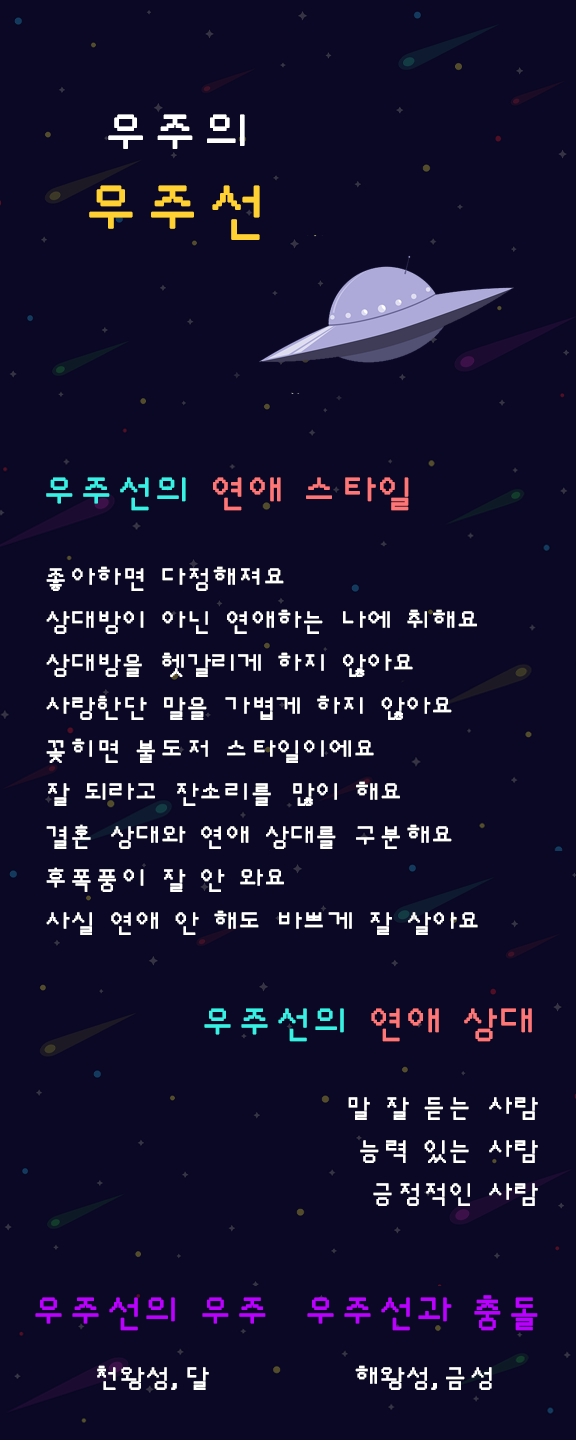 우주의
우주선
우주선의 연애 스타일
좋아하면 다정해져요
상대방이 아닌 연애하는 나에 취해요
상대방을 헷갈리게 하지 않아요
사랑한단 말을 가볍게 하지 않아요
꽂히면 불도저 스타일이에요
잘 되라고 잔소리를 많이 해요
결혼 상대와 연애 상대를 구분해요
후폭풍이 잘 안 와요
사실 연애 안 해도 바쁘게 잘 살아요
우주선의 연애 상대
말 잘 듣는 사람
능력 있는 사람
긍정적인 사람
우주선의 우주 우주선과 충돌
천왕성, 달 해왕성, 금성